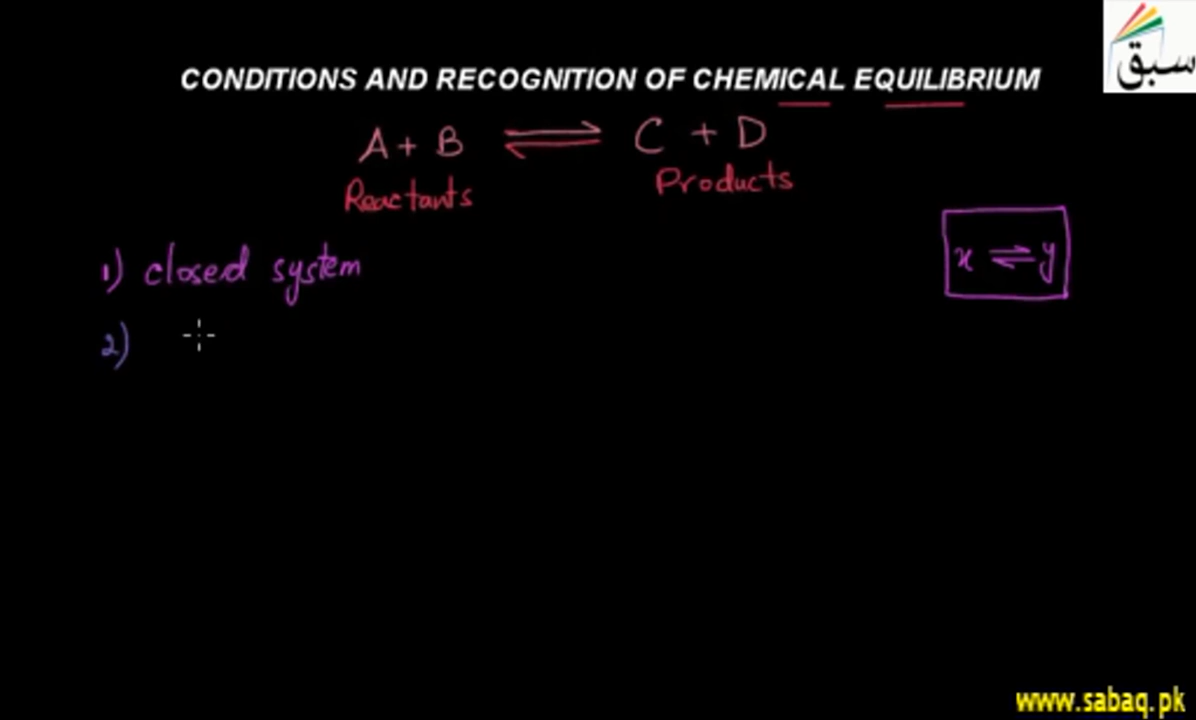 سبق
CONDITIONS AND RECOGNITION OF CHEMICAL EQUILIBRIUM
A + B ⇌ C + D
Reactants Products
1) closed system
x ⇌ y
2)
www.sabaq.pk